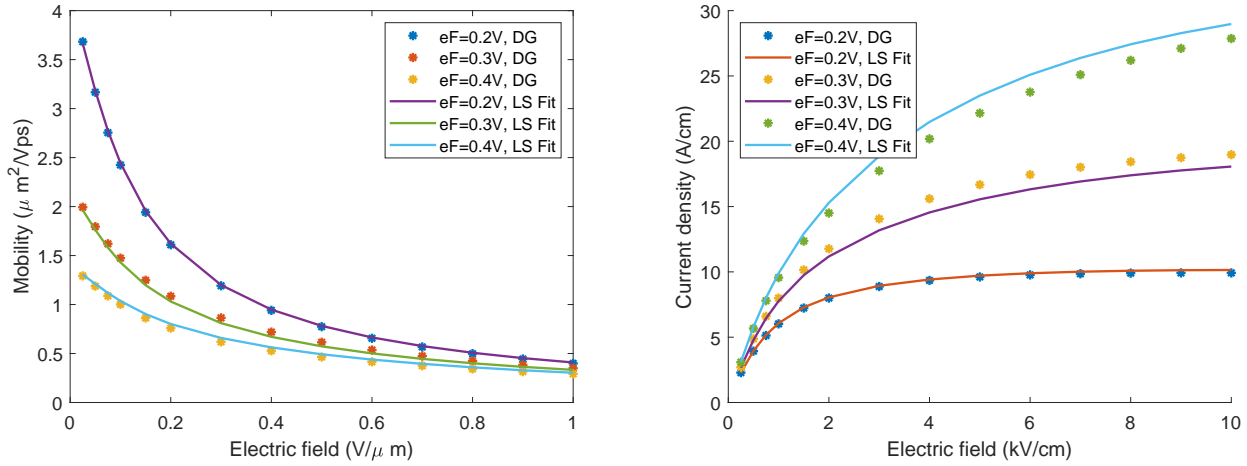 4
3.5
3
2.5
2
1.5
1
0.5
0
Mobility (μ m²/Vps)
eF=0.2V, DG
eF=0.3V, DG
eF=0.4V, DG
eF=0.2V, LS Fit
eF=0.3V, LS Fit
eF=0.4V, LS Fit
0 0.2 0.4 0.6 0.8 1
Electric field (V/μ m)
30
25
20
15
10
5
0
Current density (A/cm)
eF=0.2V, DG
eF=0.2V, LS Fit
eF=0.3V, DG
eF=0.3V, LS Fit
eF=0.4V, DG
eF=0.4V, LS Fit
0 2 4 6 8 10
Electric field (kV/cm)